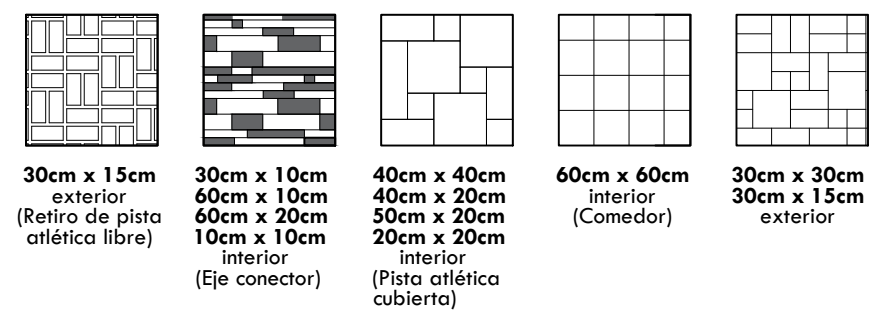 30cm x 15cm
exterior
(Retiro de pista
atlética libre)
30cm x 10cm
60cm x 10cm
60cm x 20cm
10cm x 10cm
interior
(Eje conector)
40cm x 40cm
40cm x 20cm
50cm x 20cm
20cm x 20cm
interior
(Pista atlética
cubierta)
60cm x 60cm
interior
(Comedor)
30cm x 30cm
30cm x 15cm
exterior